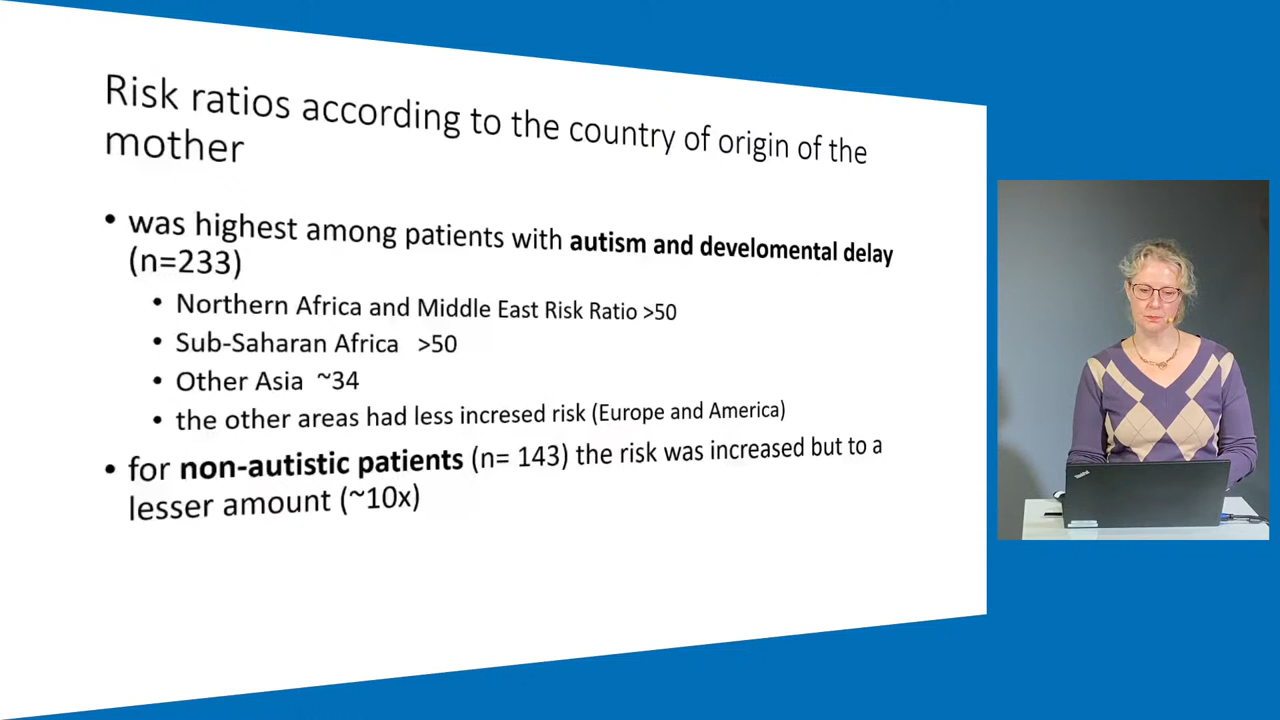 Risk ratios according to the country of origin of the
mother
• was highest among patients with autism and develomental delay
(n=233)
• Northern Africa and Middle East Risk Ratio >50
• Sub-Saharan Africa >50
• Other Asia ~34
• the other areas had less incresed risk (Europe and America)
• for non-autistic patients (n= 143) the risk was increased but to a
lesser amount (~10x)
ThinkPad